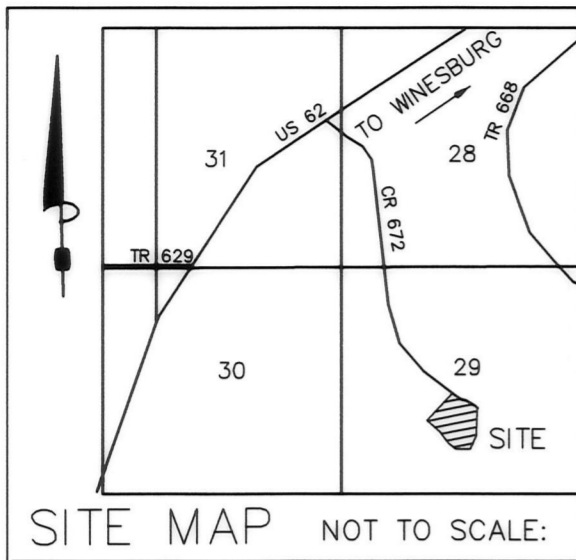 TO WINESBURG
US 62
TR 668
31
28
CR 672
TR 629
30
29
SITE
SITE MAP NOT TO SCALE: